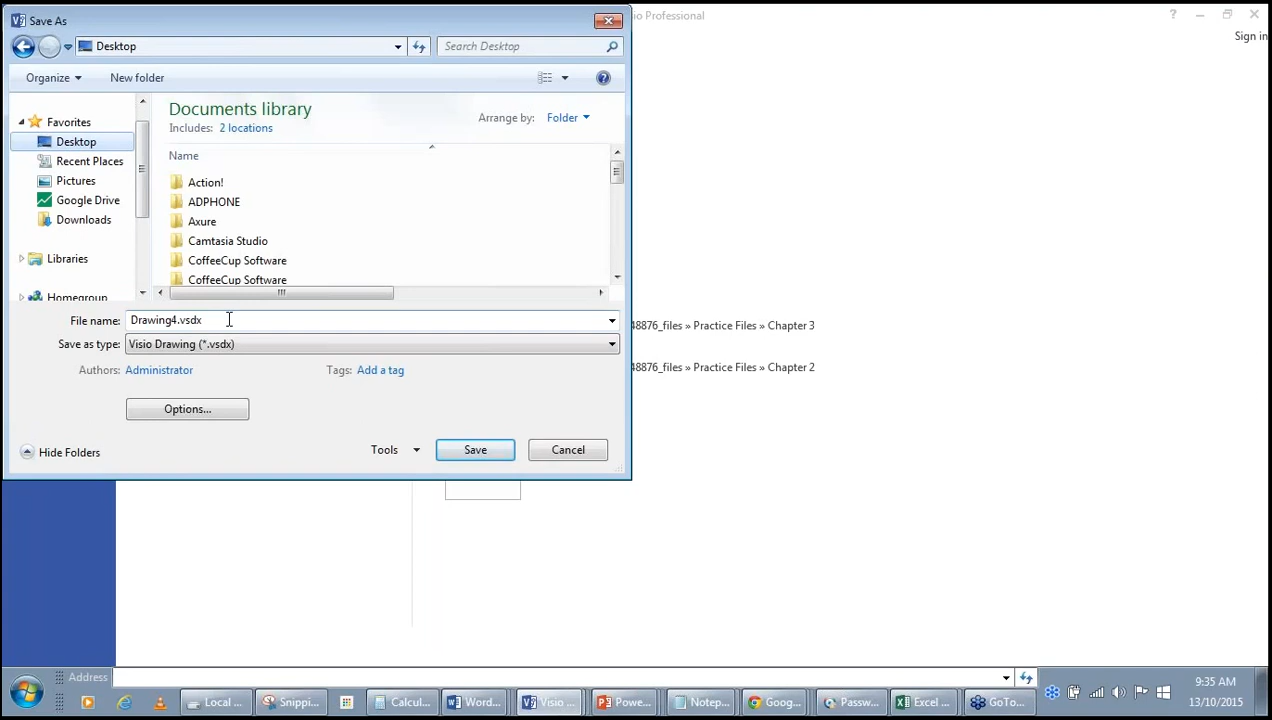 Save As
io Professional
Sign in
Desktop
Search Desktop
Organize
New folder
Documents library
Includes: 2 locations
Arrange by: Folder
Favorites
Desktop
Recent Places
Pictures
Google Drive
Downloads
Libraries
Homegroup
Name
Action!
ADPHONE
Axure
Camtasia Studio
CoffeeCup Software
CoffeeCup Software
File name: Drawing4.vsdx
Save as type: Visio Drawing (*.vsdx)
Authors: Administrator
Tags: Add a tag
Options...
Hide Folders
Tools
Save
Cancel
48876_files » Practice Files » Chapter 3
48876_files » Practice Files » Chapter 2
Address
Local ...
Snippi...
Calcul...
Word...
Visio ...
Powe...
Notep...
Goog...
Passw...
Excel ...
GoTo...
9:35 AM
13/10/2015